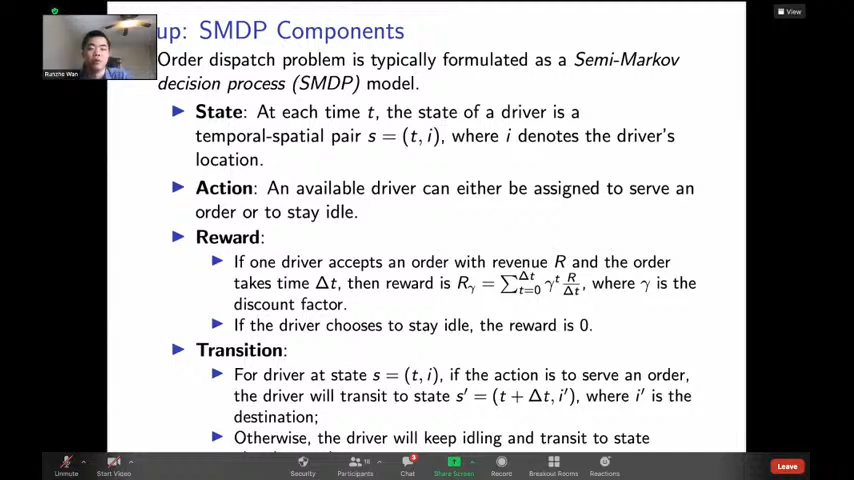 View
Runzhe Wan
up: SMDP Components
Order dispatch problem is typically formulated as a Semi-Markov
decision process (SMDP) model.
State: At each time t, the state of a driver is a
temporal-spatial pair s = (t, i), where i denotes the driver's
location.
Action: An available driver can either be assigned to serve an
order or to stay idle.
Reward:
If one driver accepts an order with revenue R and the order
takes time Δt, then reward is R_γ = ∑_{t=0}^{Δt} γ^t R/Δt, where γ is the
discount factor.
If the driver chooses to stay idle, the reward is 0.
Transition:
For driver at state s = (t, i), if the action is to serve an order,
the driver will transit to state s′ = (t + Δt, i′), where i′ is the
destination;
Otherwise, the driver will keep idling and transit to state
Unmute Start Video Security Participants 18 Chat 3 Share Screen Record Breakout Rooms Reactions Leave